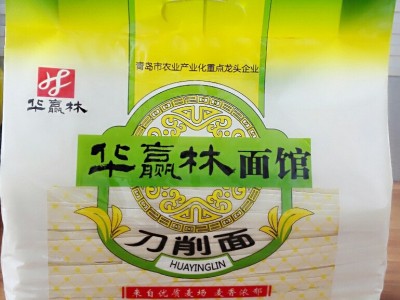 青岛市农业产业化重点龙头企业
华赢林
华赢林面馆
刀削面
HUAYINGLIN
来自优质麦场 麦香浓郁